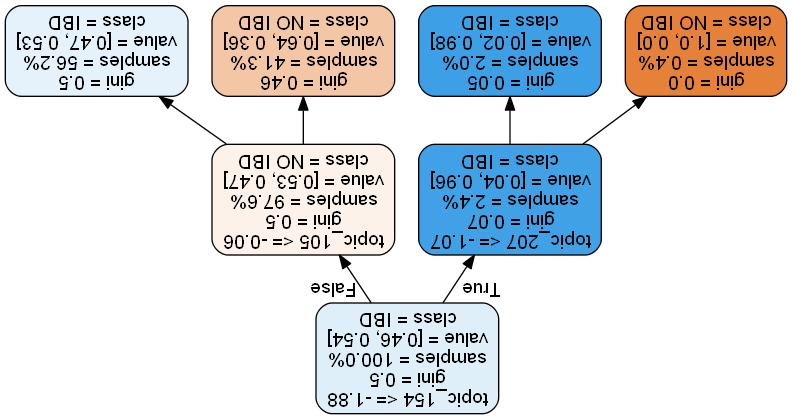 topic_154 <= -1.88
gini = 0.5
samples = 100.0%
value = [0.46, 0.54]
class = IBD
True
False
topic_207 <= -1.07
gini = 0.07
samples = 2.4%
value = [0.04, 0.96]
class = IBD
topic_105 <= -0.06
gini = 0.5
samples = 97.6%
value = [0.53, 0.47]
class = NO IBD
gini = 0.0
samples = 0.4%
value = [1.0, 0.0]
class = NO IBD
gini = 0.05
samples = 2.0%
value = [0.02, 0.98]
class = IBD
gini = 0.46
samples = 41.3%
value = [0.64, 0.36]
class = NO IBD
gini = 0.5
samples = 56.2%
value = [0.47, 0.53]
class = IBD